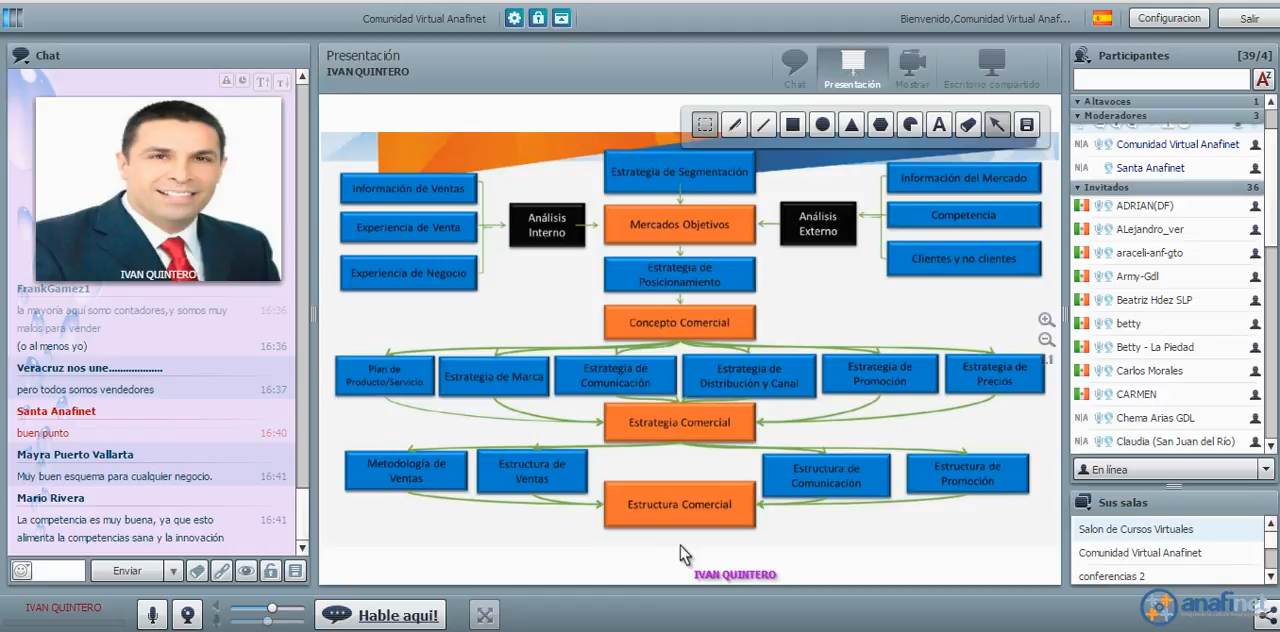 Comunidad Virtual Anafinet
Bienvenido,Comunidad Virtual Anaf...
Configuracion
Salir
Chat
IVAN QUINTERO
FrankGamez1
la mayoria aquí somo contadores,y somos muy malos para vender
16:36
(o al menos yo)
16:36
Veracruz nos une..................
pero todos somos vendedores
16:37
Santa Anafinet
buen punto
16:40
Mayra Puerto Vallarta
Muy buen esquema para cualquier negocio.
16:41
Mario Rivera
La competencia es muy buena, ya que esto
16:41
alimenta la competencias sana y la innovación
Enviar
IVAN QUINTERO
Hable aqui!
Presentación
IVAN QUINTERO
Chat
Presentación
Mostrar
Escritorio compartido
A
Estrategia de Segmentación
Información de Ventas
Experiencia de Venta
Experiencia de Negocio
Análisis
Interno
Mercados Objetivos
Análisis
Externo
Información del Mercado
Competencia
Clientes y no clientes
Estrategia de
Posicionamiento
Concepto Comercial
Plan de
Producto/Servicio
Estrategia de Marca
Estrategia de
Comunicación
Estrategia de
Distribución y Canal
Estrategia de
Promoción
Estrategia de
Precios
Estrategia Comercial
Metodología de
Ventas
Estructura de
Ventas
Estructura de
Comunicación
Estructura de
Promoción
Estructura Comercial
IVAN QUINTERO
1:1
Participantes
[39/4]
Altavoces
1
Moderadores
3
N|A Comunidad Virtual Anafinet
N|A Santa Anafinet
Invitados
36
ADRIAN(DF)
ALejandro_ver
araceli-anf-gto
Army-Gdl
Beatriz Hdez SLP
betty
Betty - La Piedad
Carlos Morales
CARMEN
N|A Chema Arias GDL
N|A Claudia (San Juan del Río)
En línea
Sus salas
Salon de Cursos Virtuales
Comunidad Virtual Anafinet
conferencias 2
anafinet